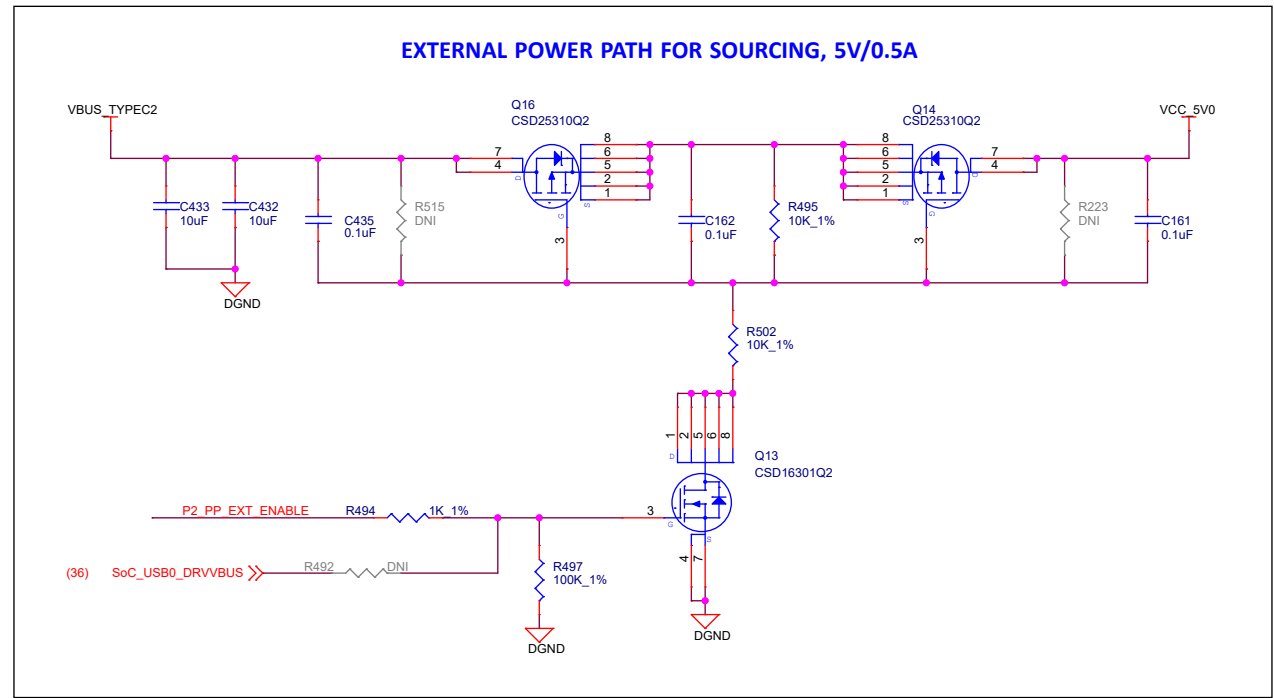 EXTERNAL POWER PATH FOR SOURCING, 5V/0.5A
VBUS_TYPEC2
Q16
CSD25310Q2
Q14
CSD25310Q2
VCC_5V0
7
4
D
G
S
3
8
6
5
2
1
8
6
5
2
1
S
G
D
3
7
4
C433
10uF
C432
10uF
C435
0.1uF
R515
DNI
C162
0.1uF
R495
10K_1%
R223
DNI
C161
0.1uF
DGND
R502
10K_1%
1
2
5
6
8
D
Q13
CSD16301Q2
P2_PP_EXT_ENABLE
R494
1K_1%
3
G
S
4
7
(36)
SoC_USB0_DRVVBUS
R492
DNI
R497
100K_1%
DGND
DGND